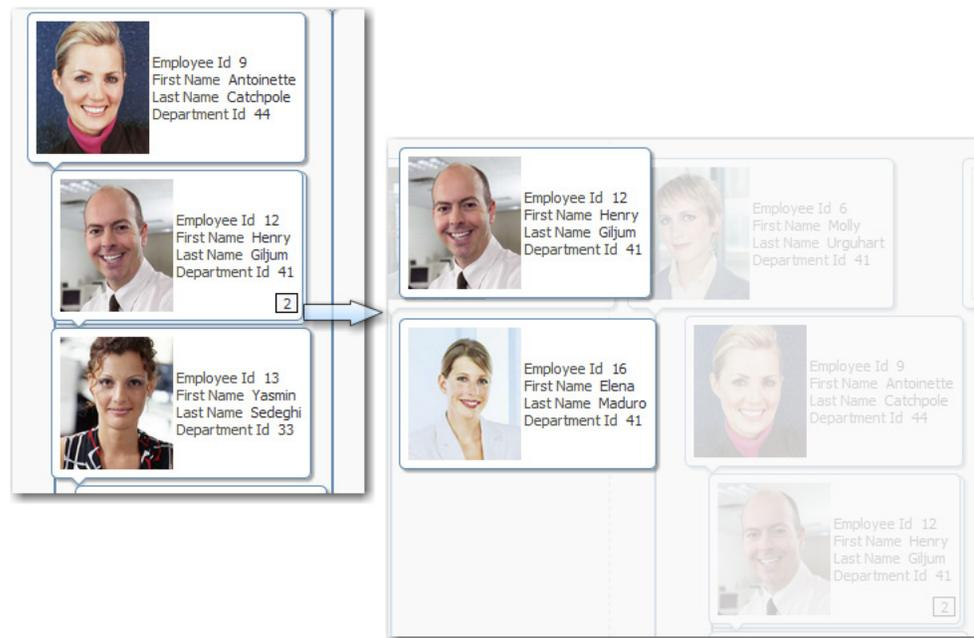 Employee Id 9
First Name Antoinette
Last Name Catchpole
Department Id 44
Employee Id 12
First Name Henry
Last Name Giljum
Department Id 41
2
Employee Id 13
First Name Yasmin
Last Name Sedeghi
Department Id 33
Employee Id 12
First Name Henry
Last Name Giljum
Department Id 41
Employee Id 6
First Name Molly
Last Name Urguhart
Department Id 41
Employee Id 16
First Name Elena
Last Name Maduro
Department Id 41
Employee Id 9
First Name Antoinette
Last Name Catchpole
Department Id 44
Employee Id 12
First Name Henry
Last Name Giljum
Department Id 41
2